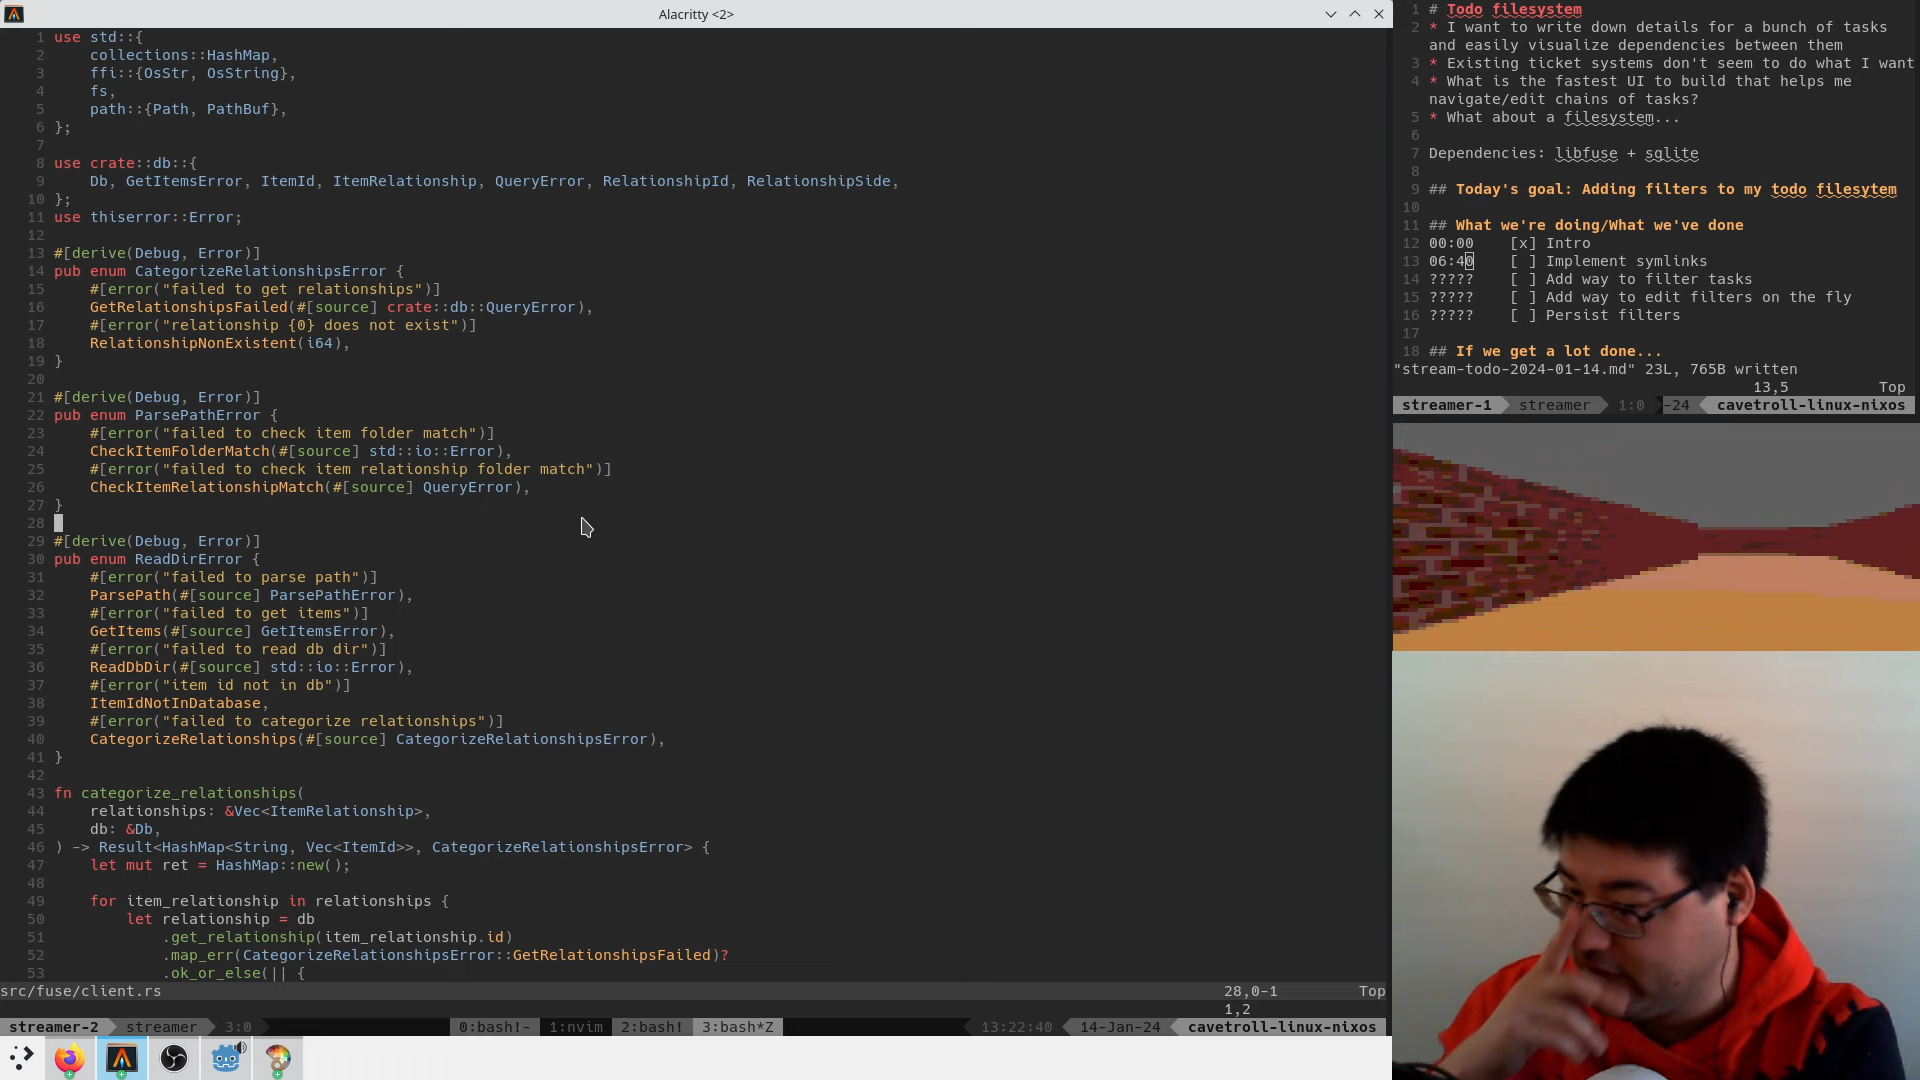 Alacritty <2>
1 use std::{
2 collections::HashMap,
3 ffi::{OsStr, OsString},
4 fs,
5 path::{Path, PathBuf},
6 };
7
8 use crate::db::{
9 Db, GetItemsError, ItemId, ItemRelationship, QueryError, RelationshipId, RelationshipSide,
10 };
11 use thiserror::Error;
12
13 #[derive(Debug, Error)]
14 pub enum CategorizeRelationshipsError {
15 #[error("failed to get relationships")]
16 GetRelationshipsFailed(#[source] crate::db::QueryError),
17 #[error("relationship {0} does not exist")]
18 RelationshipNonExistent(i64),
19 }
20
21 #[derive(Debug, Error)]
22 pub enum ParsePathError {
23 #[error("failed to check item folder match")]
24 CheckItemFolderMatch(#[source] std::io::Error),
25 #[error("failed to check item relationship folder match")]
26 CheckItemRelationshipMatch(#[source] QueryError),
27 }
28
29 #[derive(Debug, Error)]
30 pub enum ReadDirError {
31 #[error("failed to parse path")]
32 ParsePath(#[source] ParsePathError),
33 #[error("failed to get items")]
34 GetItems(#[source] GetItemsError),
35 #[error("failed to read db dir")]
36 ReadDbDir(#[source] std::io::Error),
37 #[error("item id not in db")]
38 ItemIdNotInDatabase,
39 #[error("failed to categorize relationships")]
40 CategorizeRelationships(#[source] CategorizeRelationshipsError),
41 }
42
43 fn categorize_relationships(
44 relationships: &Vec<ItemRelationship>,
45 db: &Db,
46 ) -> Result<HashMap<String, Vec<ItemId>>, CategorizeRelationshipsError> {
47 let mut ret = HashMap::new();
48
49 for item_relationship in relationships {
50 let relationship = db
51 .get_relationship(item_relationship.id)
52 .map_err(CategorizeRelationshipsError::GetRelationshipsFailed)?
53 .ok_or_else(|| {
src/fuse/client.rs 28,0-1 Top
1,2
streamer-2 streamer 3:0 0:bash!- 1:nvim 2:bash! 3:bash*Z 13:22:40 14-Jan-24 cavetroll-linux-nixos
1 # Todo filesystem
2 * I want to write down details for a bunch of tasks
and easily visualize dependencies between them
3 * Existing ticket systems don't seem to do what I want
4 * What is the fastest UI to build that helps me
navigate/edit chains of tasks?
5 * What about a filesystem...
6
7 Dependencies: libfuse + sqlite
8
9 ## Today's goal: Adding filters to my todo filesytem
10
11 ## What we're doing/What we've done
12 00:00 [x] Intro
13 06:40 [ ] Implement symlinks
14 ????? [ ] Add way to filter tasks
15 ????? [ ] Add way to edit filters on the fly
16 ????? [ ] Persist filters
17
18 ## If we get a lot done...
"stream-todo-2024-01-14.md" 23L, 765B written
13,5 Top
streamer-1 streamer 1:0 -24 cavetroll-linux-nixos